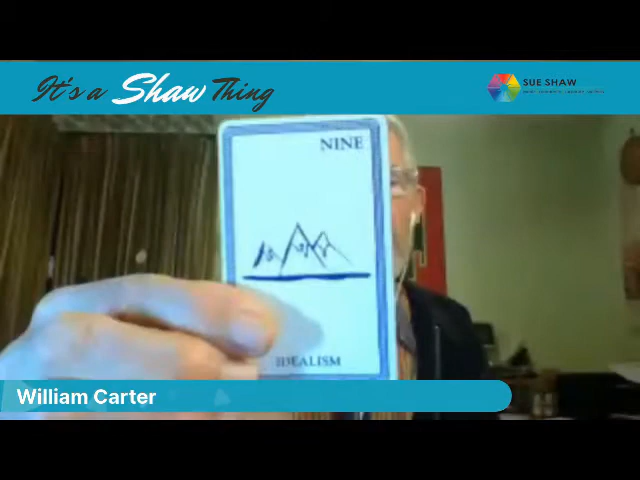 It's a Shaw Thing
SUE SHAW
NINE
IDEALISM
William Carter